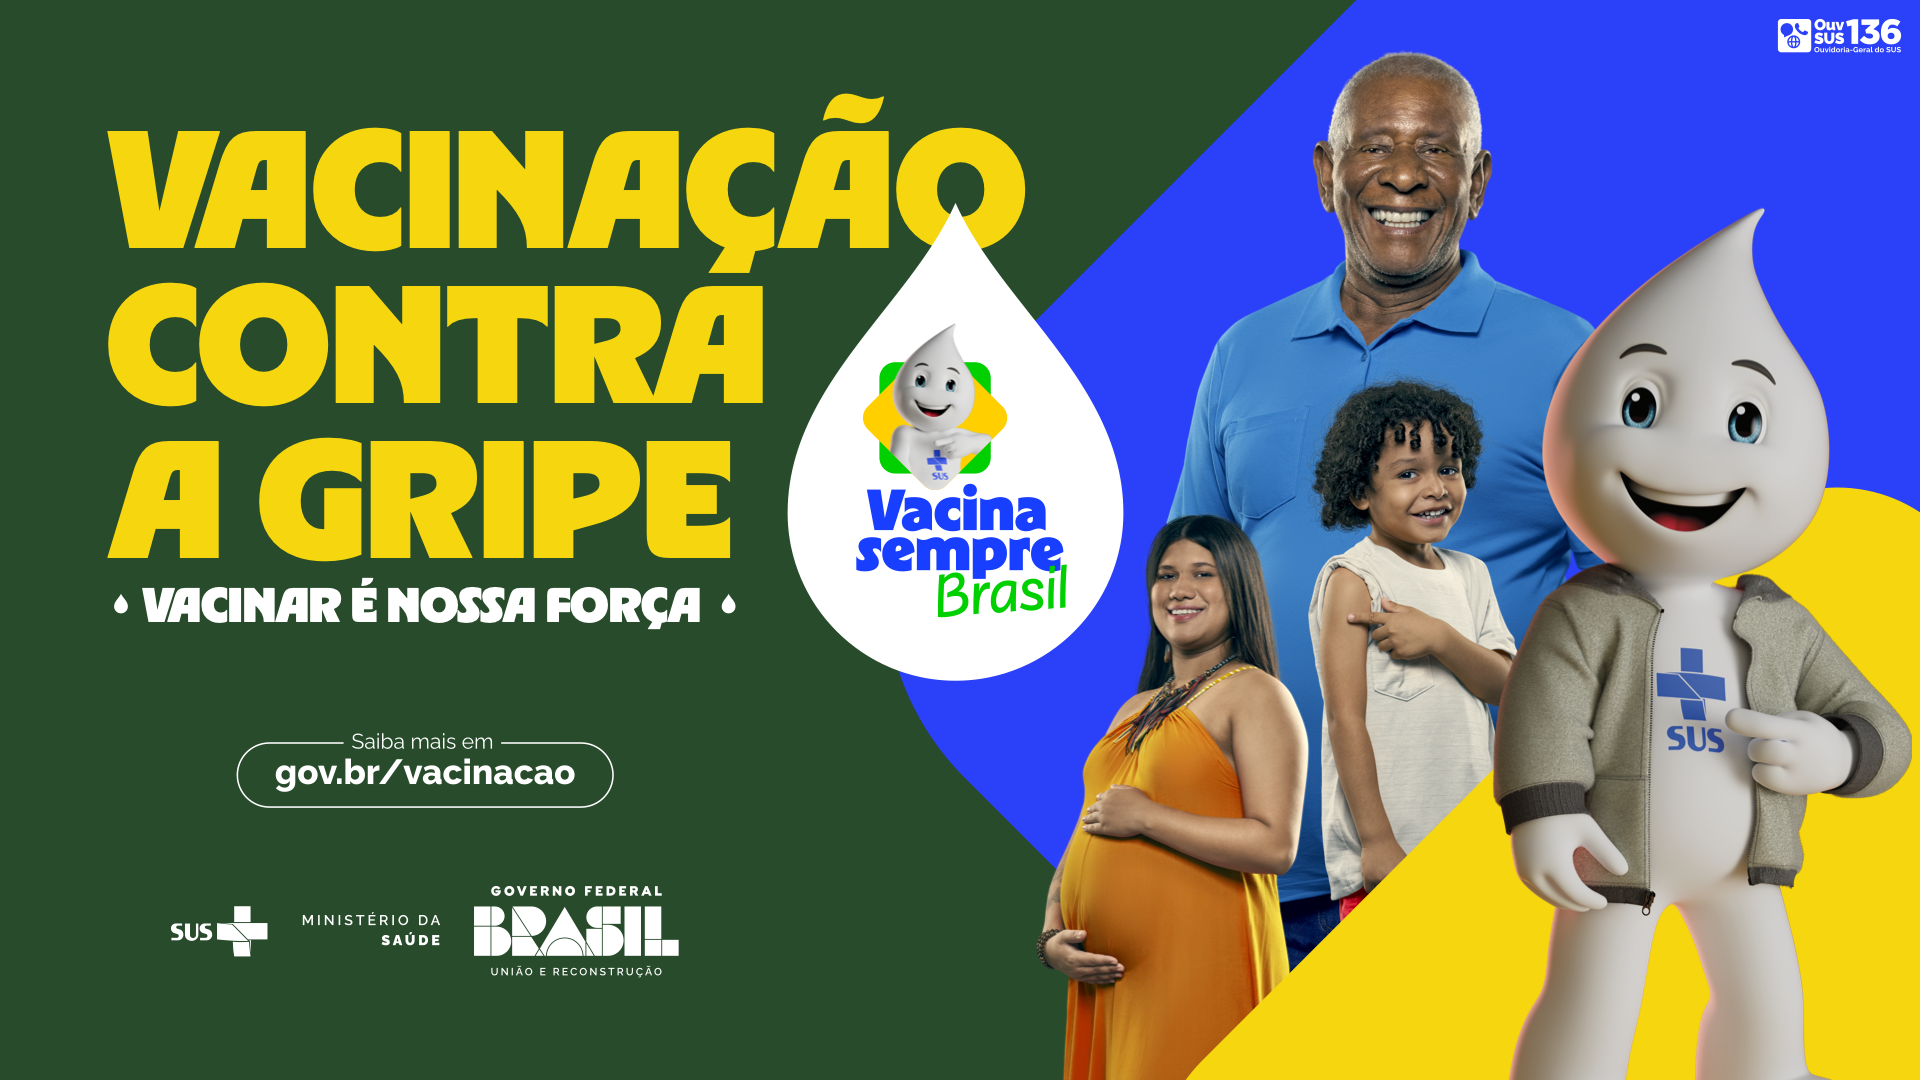 Ouv
SUS 136
Ouvidoria-Geral do SUS
VACINAÇÃO
CONTRA
A GRIPE
VACINAR É NOSSA FORÇA
SUS
Vacina
sempre
Brasil
SUS
Saiba mais em
gov.br/vacinacao
SUS
MINISTÉRIO DA
SAÚDE
GOVERNO FEDERAL
BRASIL
UNIÃO E RECONSTRUÇÃO